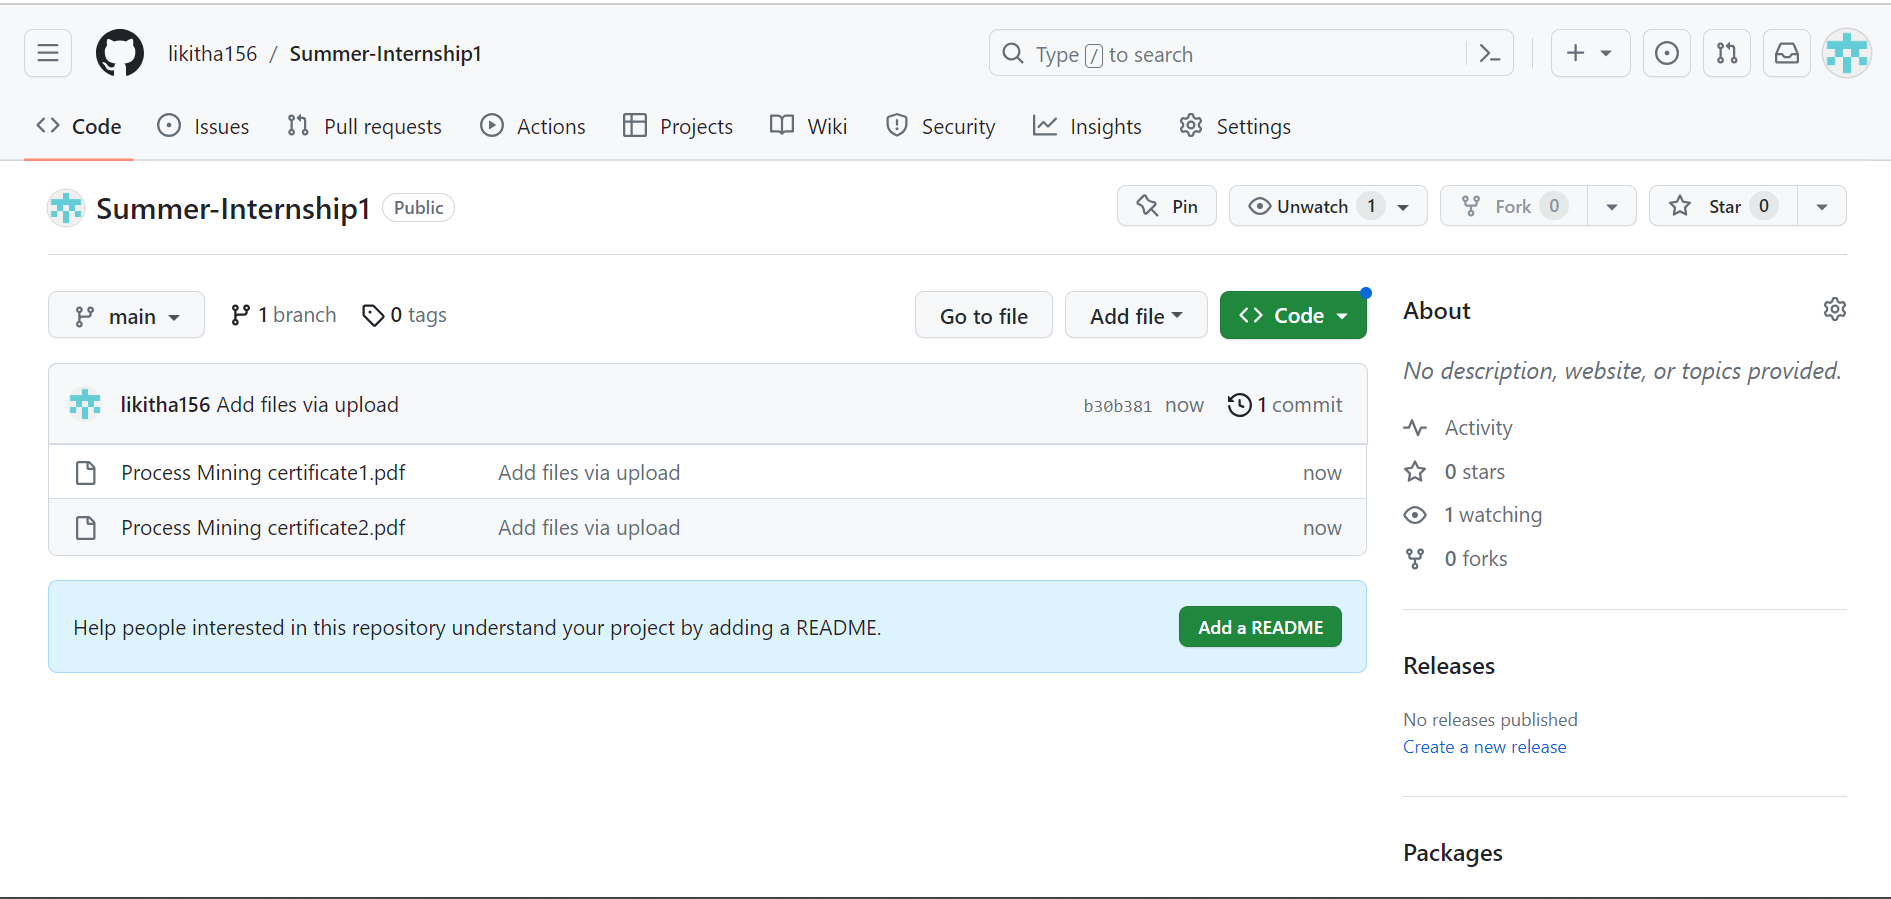 likitha156 / Summer-Internship1
Type / to search
Code Issues Pull requests Actions Projects Wiki Security Insights Settings
Summer-Internship1 Public
Pin Unwatch 1 Fork 0 Star 0
main 1 branch 0 tags
Go to file Add file Code
likitha156 Add files via upload b30b381 now 1 commit
Process Mining certificate1.pdf Add files via upload now
Process Mining certificate2.pdf Add files via upload now
Help people interested in this repository understand your project by adding a README. Add a README
About
No description, website, or topics provided.
Activity
0 stars
1 watching
0 forks
Releases
No releases published
Create a new release
Packages